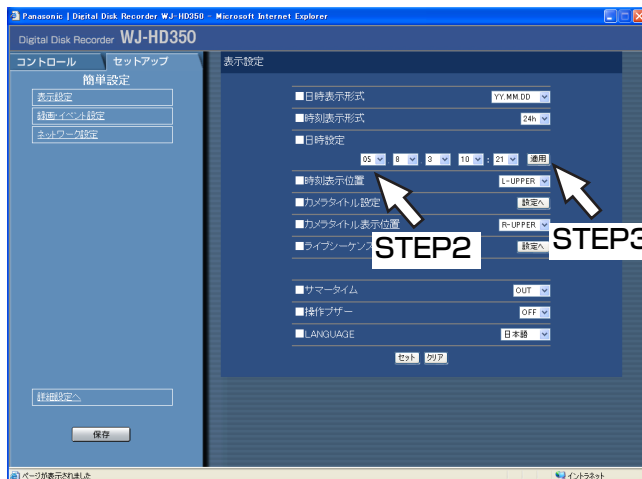 Panasonic | Digital Disk Recorder WJ-HD350 - Microsoft Internet Explorer
Digital Disk Recorder WJ-HD350
コントロール セットアップ
簡単設定
表示設定
録画・イベント設定
ネットワーク設定
詳細設定へ
保存
表示設定
■日時表示形式 YY.MM.DD
■時刻表示形式 24h
■日時設定
05 . 8 . 3 10 : 21 適用
■時刻表示位置 L-UPPER
■カメラタイトル設定 設定へ
■カメラタイトル表示位置 R-UPPER
■ライブシーケンス 設定へ
STEP2
STEP3
■サマータイム OUT
■操作ブザー OFF
■LANGUAGE 日本語
セット クリア
ページが表示されました イントラネット